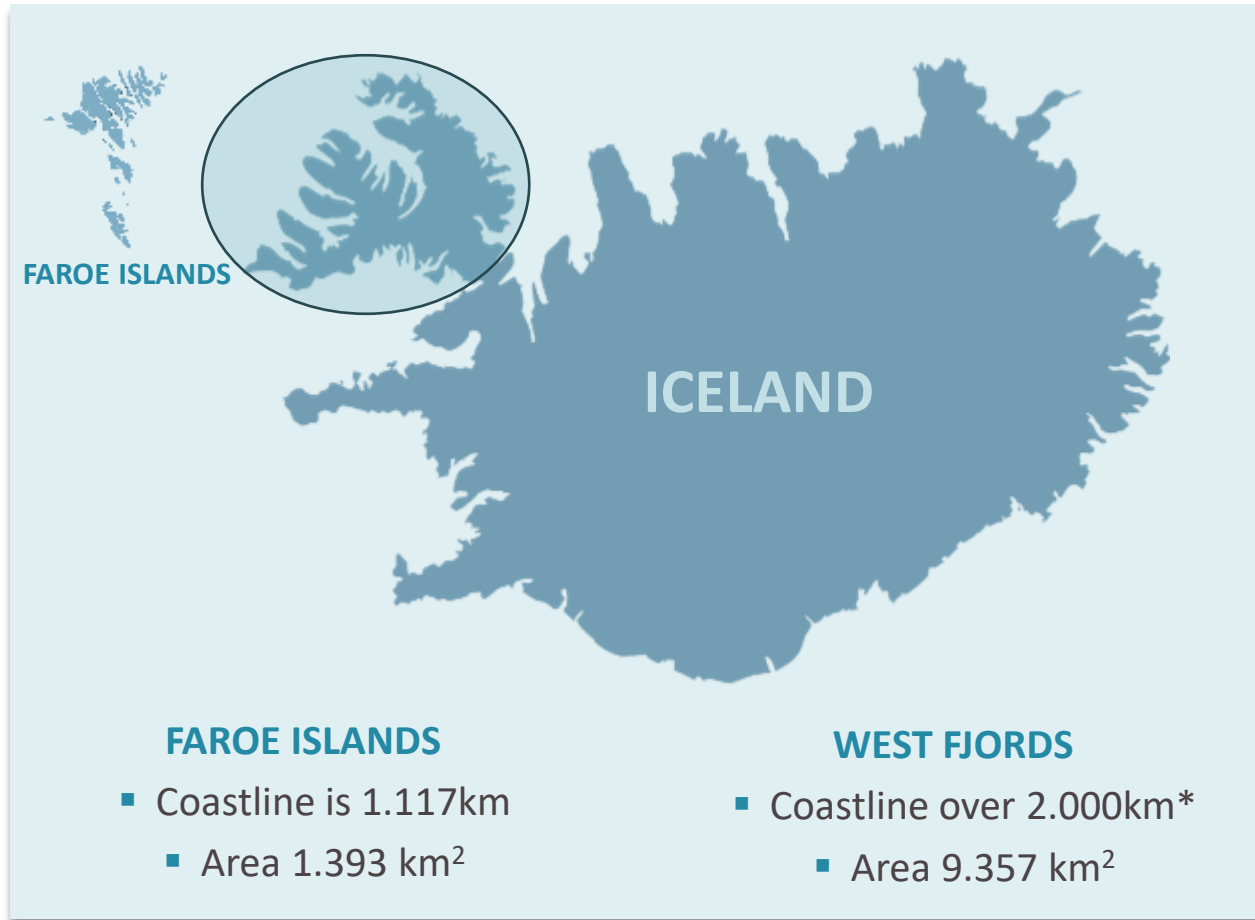 FAROE ISLANDS
ICELAND
FAROE ISLANDS
▪ Coastline is 1.117km
▪ Area 1.393 km²
WEST FJORDS
▪ Coastline over 2.000km*
▪ Area 9.357 km²